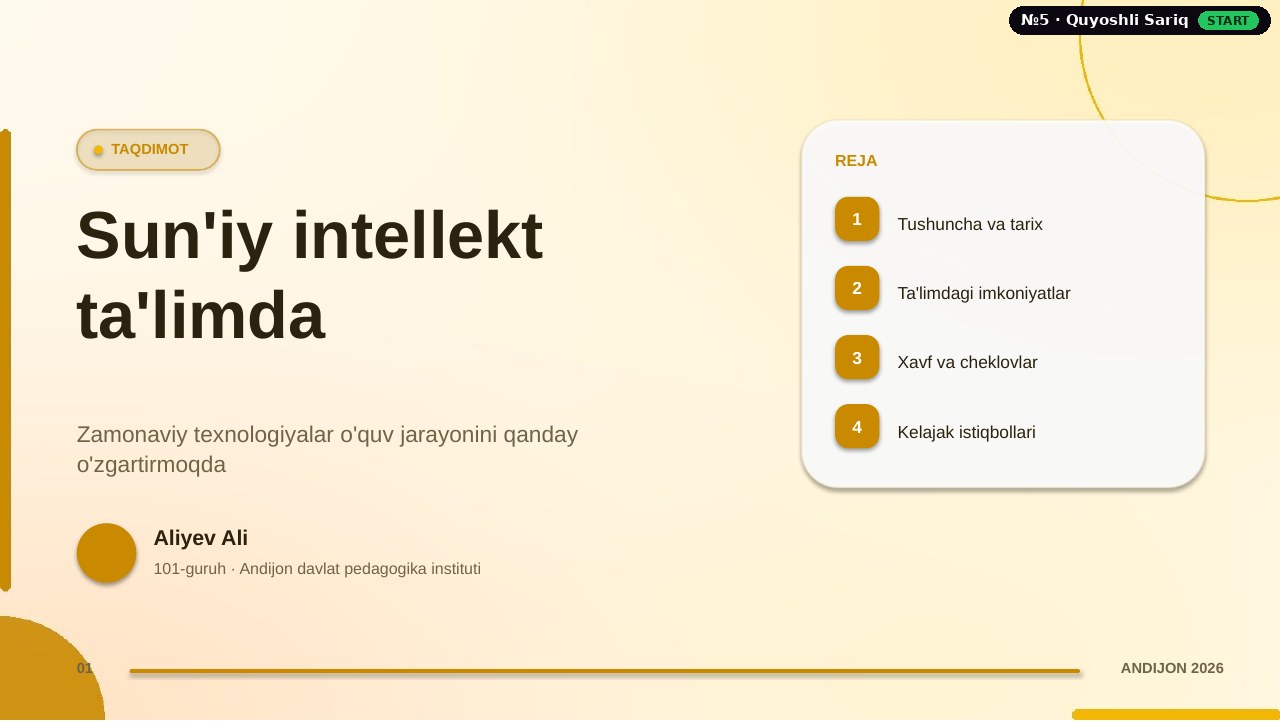 №5 · Quyoshli Sariq START
TAQDIMOT
Sun'iy intellekt
ta'limda
Zamonaviy texnologiyalar o'quv jarayonini qanday
o'zgartirmoqda
Aliyev Ali
101-guruh · Andijon davlat pedagogika instituti
REJA
1 Tushuncha va tarix
2 Ta'limdagi imkoniyatlar
3 Xavf va cheklovlar
4 Kelajak istiqbollari
01
ANDIJON 2026